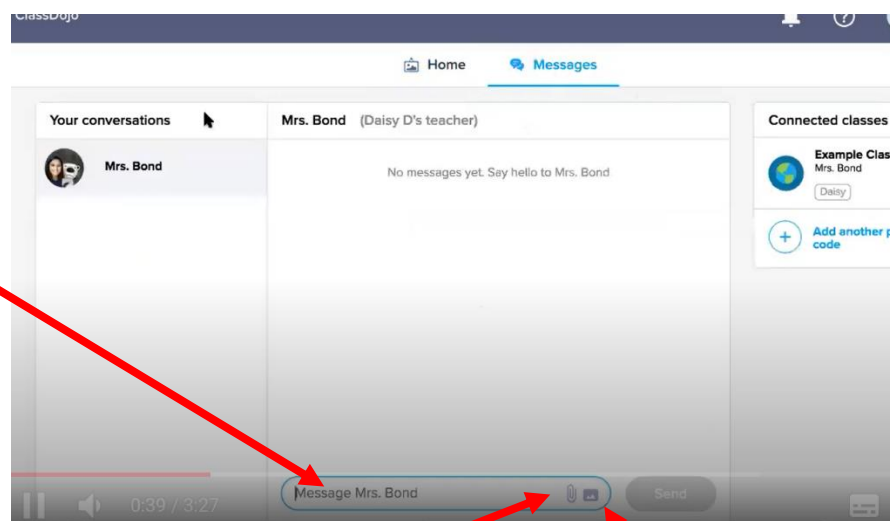 ClassDojo
Home Messages
Your conversations
Mrs. Bond
Mrs. Bond (Daisy D's teacher)
No messages yet. Say hello to Mrs. Bond
Message Mrs. Bond
Send
Connected classes
Example Clas
Mrs. Bond
Daisy
Add another p
code
0:39 / 3:27